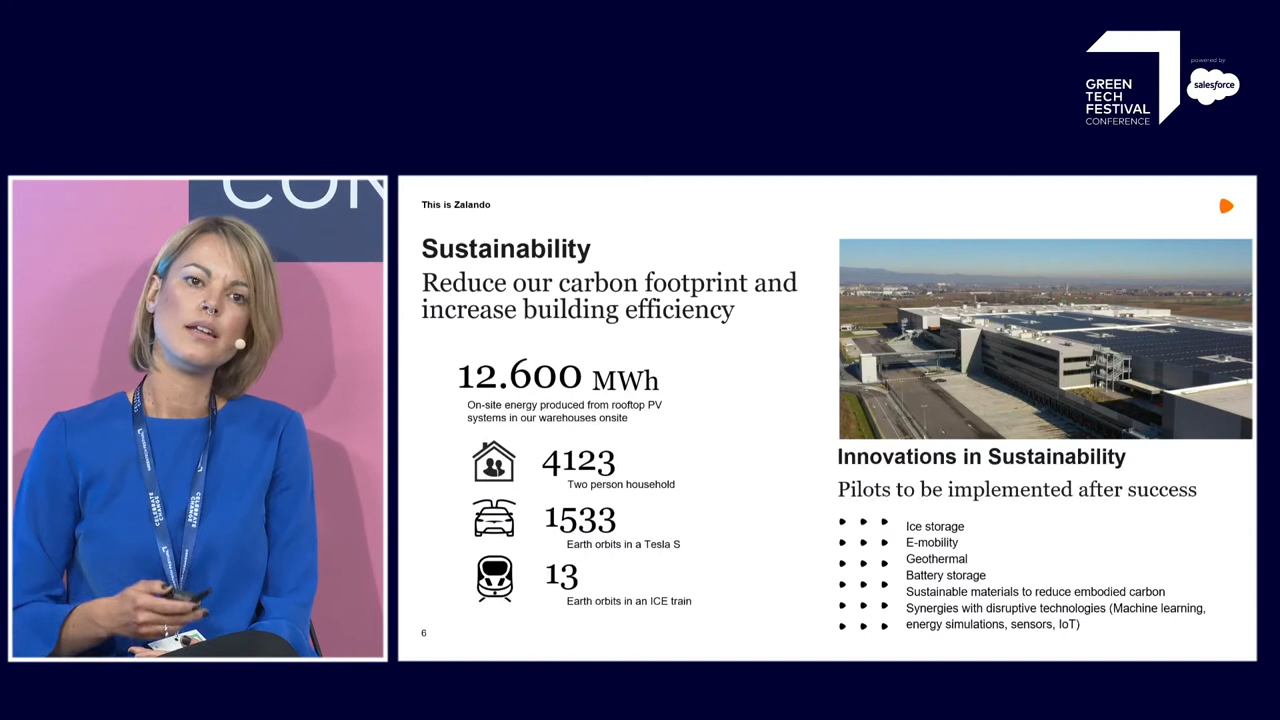 GREEN
TECH
FESTIVAL
CONFERENCE
powered by
salesforce
CON
CELEBRATE
CHANGE
This is Zalando
Sustainability
Reduce our carbon footprint and
increase building efficiency
12.600 MWh
On-site energy produced from rooftop PV
systems in our warehouses onsite
4123
Two person household
1533
Earth orbits in a Tesla S
13
Earth orbits in an ICE train
6
Innovations in Sustainability
Pilots to be implemented after success
Ice storage
E-mobility
Geothermal
Battery storage
Sustainable materials to reduce embodied carbon
Synergies with disruptive technologies (Machine learning,
energy simulations, sensors, IoT)